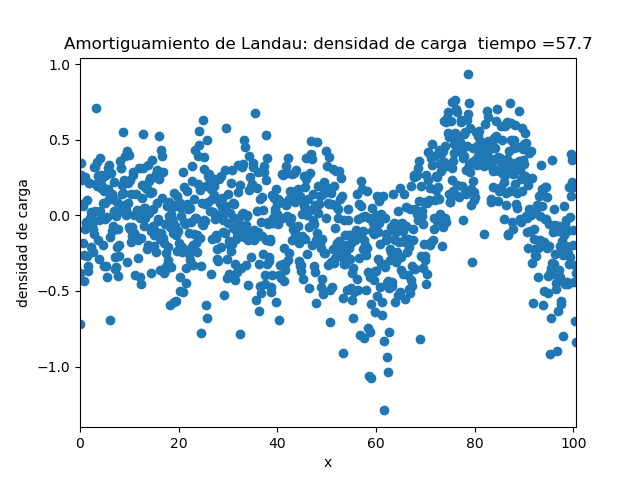 Amortiguamiento de Landau: densidad de carga  tiempo =57.7
1.0
0.5
0.0
−0.5
−1.0
densidad de carga
0 20 40 60 80 100
x